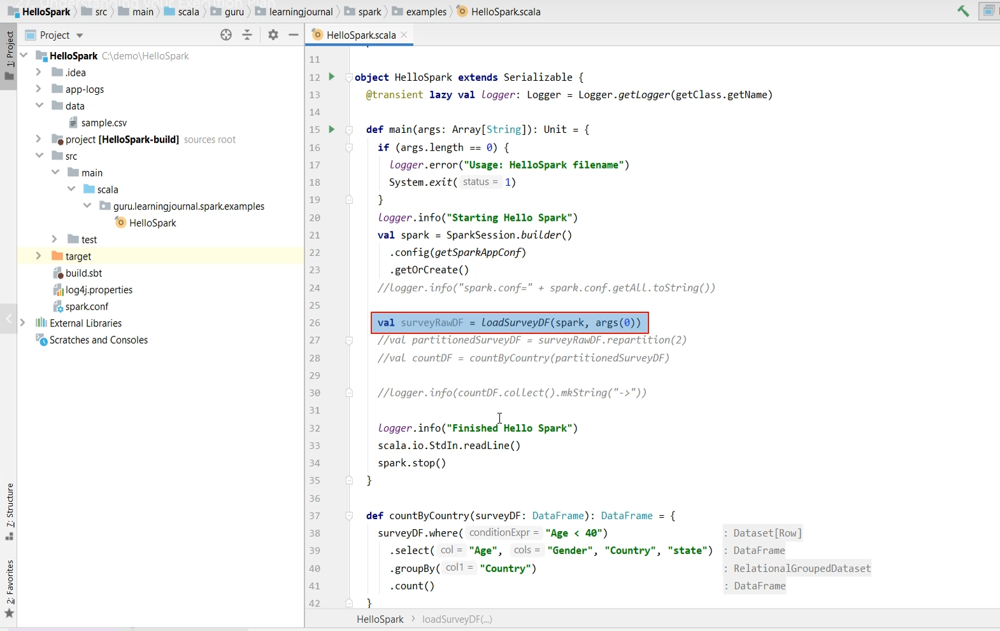 27. Understanding your Execution Plan
HelloSpark src main scala guru learningjournal spark examples HelloSpark.scala
Project
HelloSpark.scala
1: Project
HelloSpark C:\demo\HelloSpark
.idea
app-logs
data
sample.csv
project [HelloSpark-build] sources root
src
main
scala
guru.learningjournal.spark.examples
HelloSpark
test
target
build.sbt
log4j.properties
spark.conf
External Libraries
Scratches and Consoles
7: Structure
2: Favorites
11
12 object HelloSpark extends Serializable {
13 @transient lazy val logger: Logger = Logger.getLogger(getClass.getName)
14
15 def main(args: Array[String]): Unit = {
16 if (args.length == 0) {
17 logger.error("Usage: HelloSpark filename")
18 System.exit( status = 1)
19 }
20 logger.info("Starting Hello Spark")
21 val spark = SparkSession.builder()
22 .config(getSparkAppConf)
23 .getOrCreate()
24 //logger.info("spark.conf=" + spark.conf.getAll.toString())
25
26 val surveyRawDF = loadSurveyDF(spark, args(0))
27 //val partitionedSurveyDF = surveyRawDF.repartition(2)
28 //val countDF = countByCountry(partitionedSurveyDF)
29
30 //logger.info(countDF.collect().mkString("->"))
31
32 logger.info("Finished Hello Spark")
33 scala.io.StdIn.readLine()
34 spark.stop()
35 }
36
37 def countByCountry(surveyDF: DataFrame): DataFrame = {
38 surveyDF.where( conditionExpr = "Age < 40") : Dataset[Row]
39 .select( col = "Age", cols = "Gender", "Country", "state") : DataFrame
40 .groupBy( col1 = "Country") : RelationalGroupedDataset
41 .count() : DataFrame
42 }
HelloSpark loadSurveyDF(...)